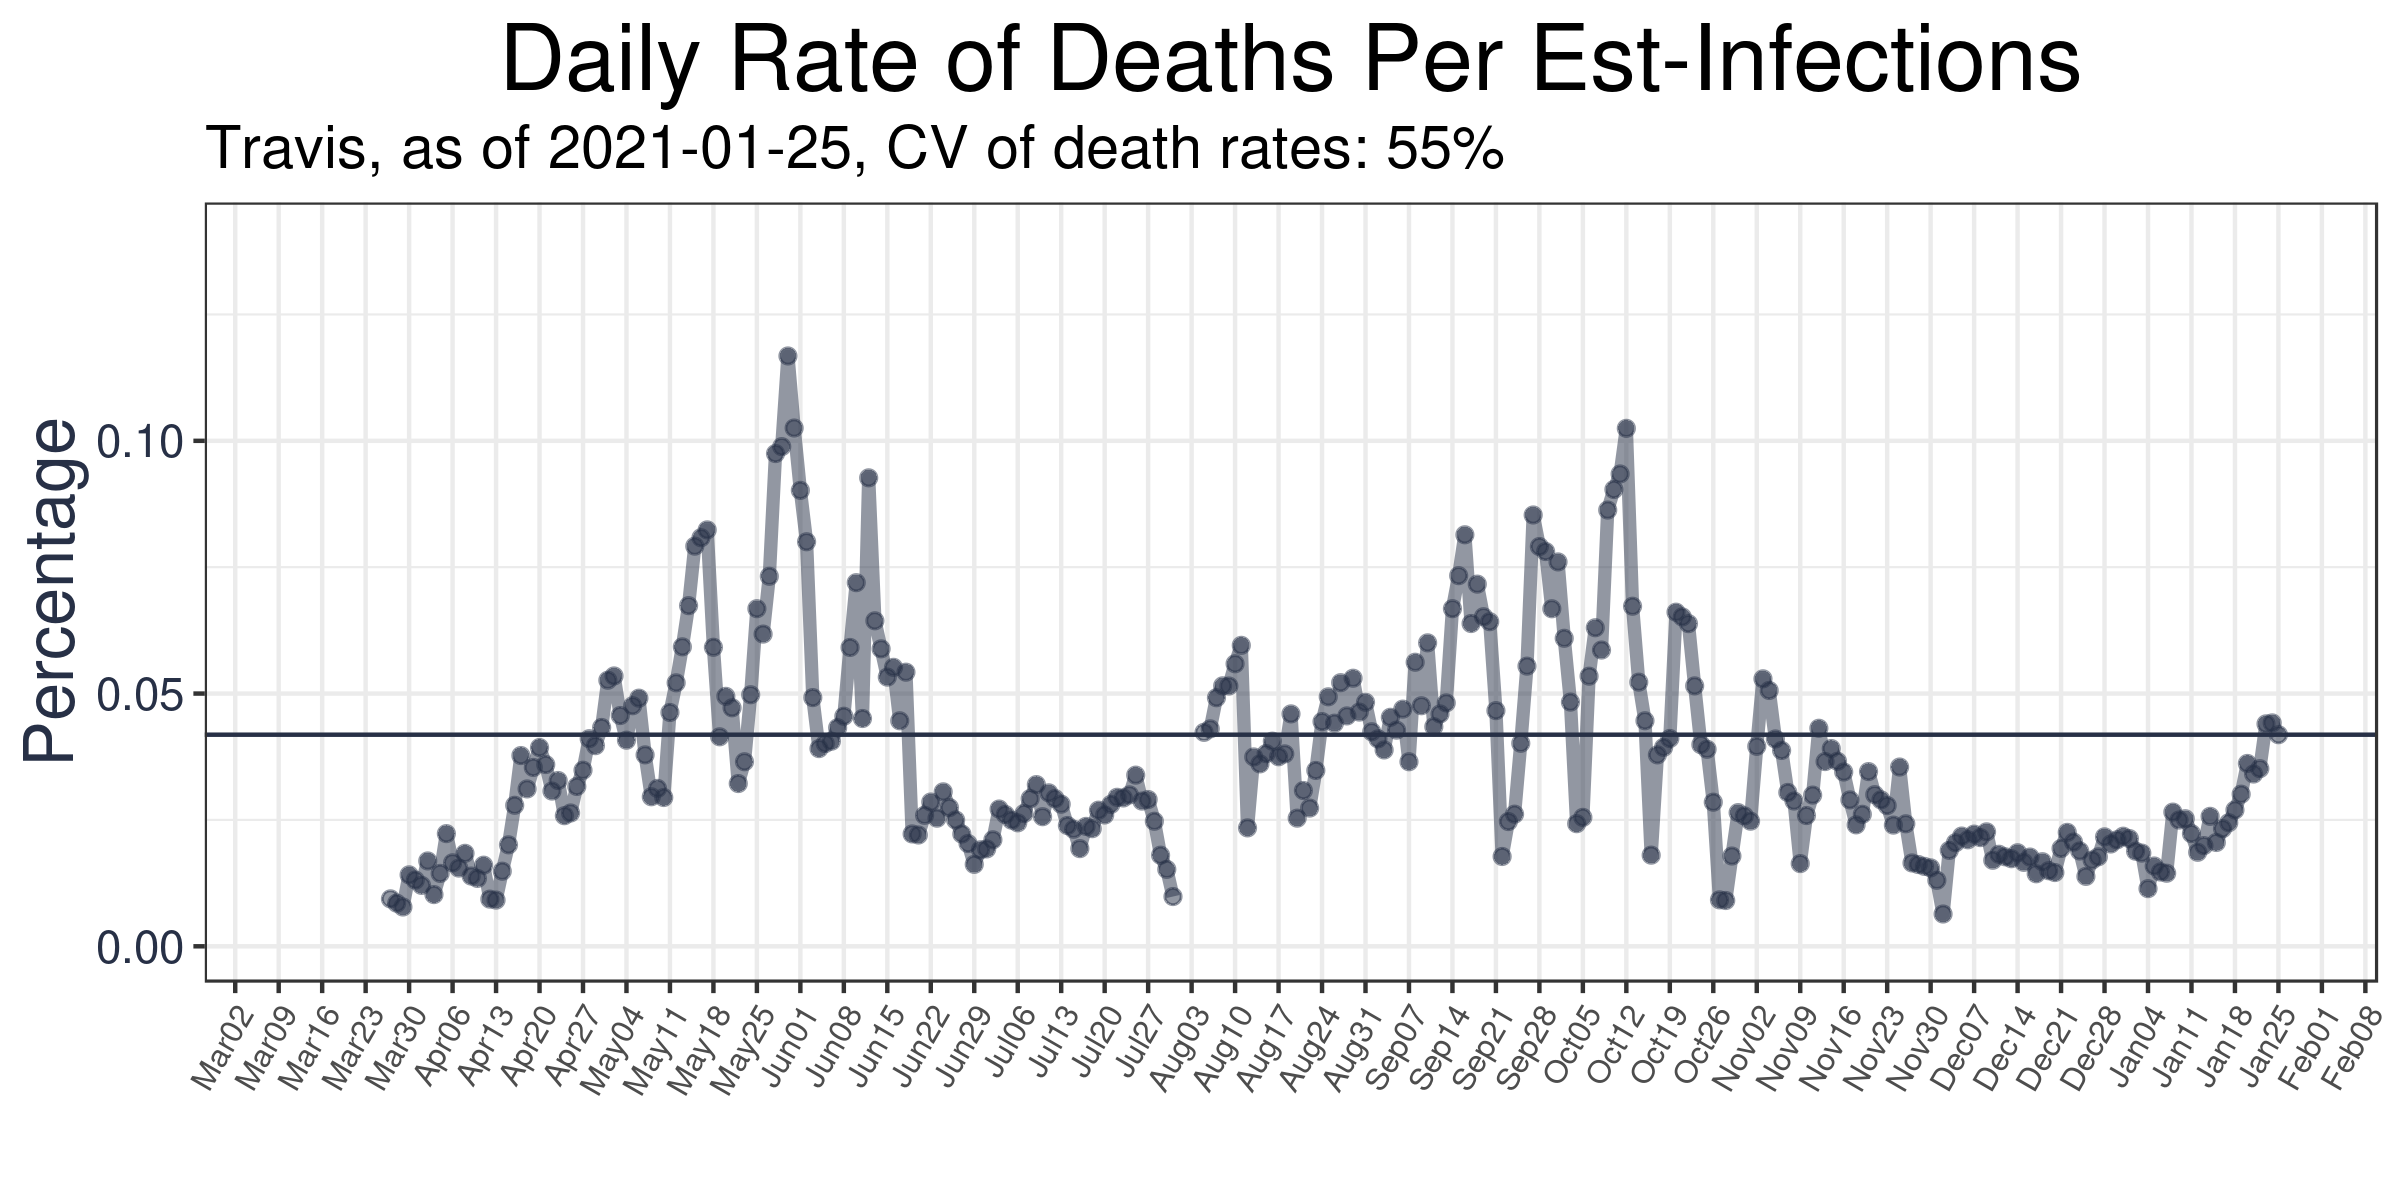 Daily Rate of Deaths Per Est-Infections
Travis, as of 2021-01-25, CV of death rates: 55%
Percentage
0.10
0.05
0.00
Mar02
Mar09
Mar16
Mar23
Mar30
Apr06
Apr13
Apr20
Apr27
May04
May11
May18
May25
Jun01
Jun08
Jun15
Jun22
Jun29
Jul06
Jul13
Jul20
Jul27
Aug03
Aug10
Aug17
Aug24
Aug31
Sep07
Sep14
Sep21
Sep28
Oct05
Oct12
Oct19
Oct26
Nov02
Nov09
Nov16
Nov23
Nov30
Dec07
Dec14
Dec21
Dec28
Jan04
Jan11
Jan18
Jan25
Feb01
Feb08